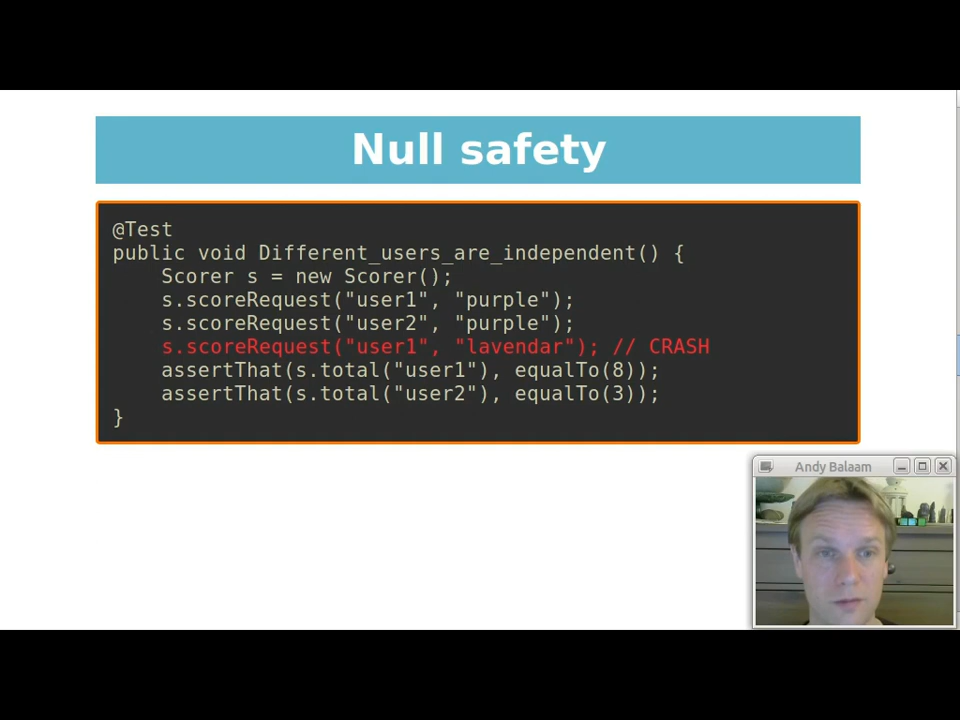 Null safety
@Test
public void Different_users_are_independent() {
    Scorer s = new Scorer();
    s.scoreRequest("user1", "purple");
    s.scoreRequest("user2", "purple");
    s.scoreRequest("user1", "lavendar"); // CRASH
    assertThat(s.total("user1"), equalTo(8));
    assertThat(s.total("user2"), equalTo(3));
}
Andy Balaam